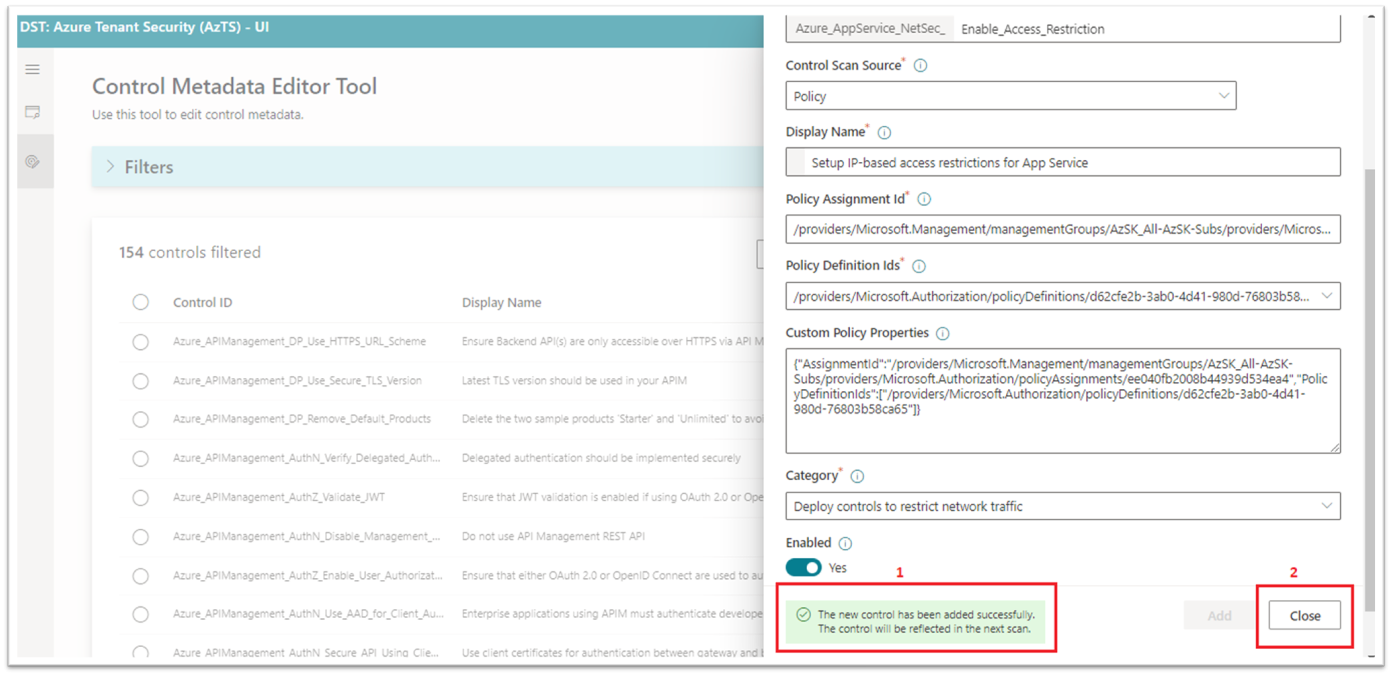 DST: Azure Tenant Security (AzTS) - UI
Control Metadata Editor Tool
Use this tool to edit control metadata.
Filters
154 controls filtered
Control ID Display Name
Azure_APIManagement_DP_Use_HTTPS_URL_Scheme Ensure Backend API(s) are only accessible over HTTPS via API M
Azure_APIManagement_DP_Use_Secure_TLS_Version Latest TLS version should be used in your APIM
Azure_APIManagement_DP_Remove_Default_Products Delete the two sample products 'Starter' and 'Unlimited' to avoi
Azure_APIManagement_AuthN_Verify_Delegated_Auth... Delegated authentication should be implemented securely
Azure_APIManagement_AuthZ_Validate_JWT Ensure that JWT validation is enabled if using OAuth 2.0 or Ope
Azure_APIManagement_AuthN_Disable_Management_... Do not use API Management REST API
Azure_APIManagement_AuthZ_Enable_User_Authorizat... Ensure that either OAuth 2.0 or OpenID Connect are used to au
Azure_APIManagement_AuthN_Use_AAD_for_Client_Au... Enterprise applications using APIM must authenticate develope
Azure_APIManagement_AuthN_Secure_API_Using_Clie... Use client certificates for authentication between gateway and b
Azure_AppService_NetSec_ Enable_Access_Restriction
Control Scan Source*
Policy
Display Name*
Setup IP-based access restrictions for App Service
Policy Assignment Id*
/providers/Microsoft.Management/managementGroups/AzSK_All-AzSK-Subs/providers/Micros...
Policy Definition Ids*
/providers/Microsoft.Authorization/policyDefinitions/d62cfe2b-3ab0-4d41-980d-76803b58...
Custom Policy Properties
{"AssignmentId":"/providers/Microsoft.Management/managementGroups/AzSK_All-AzSK-
Subs/providers/Microsoft.Authorization/policyAssignments/ee040fb2008b44939d534ea4","Polic
yDefinitionIds":["/providers/Microsoft.Authorization/policyDefinitions/d62cfe2b-3ab0-4d41-
980d-76803b58ca65"]}
Category*
Deploy controls to restrict network traffic
Enabled
Yes
1
2
The new control has been added successfully.
The control will be reflected in the next scan.
Add
Close